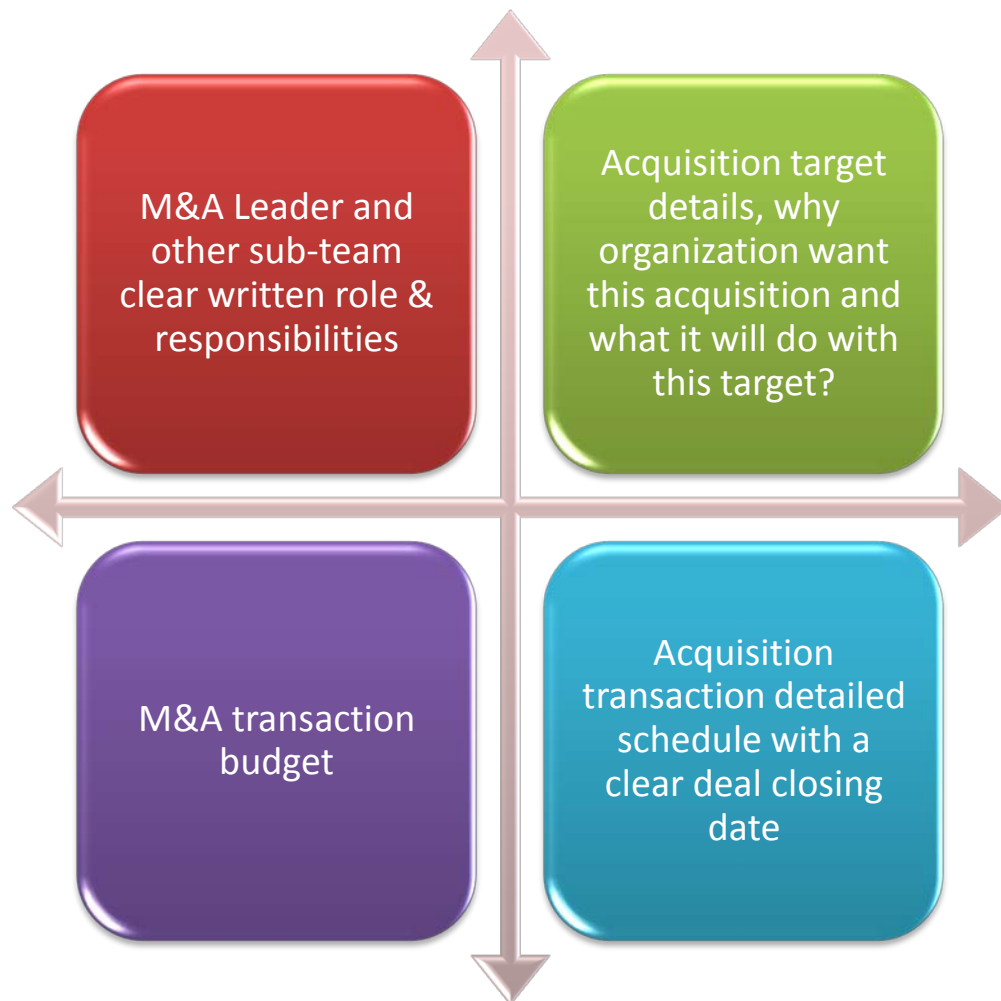 M&A Leader and
other sub-team
clear written role &
responsibilities
Acquisition target
details, why
organization want
this acquisition and
what it will do with
this target?
M&A transaction
budget
Acquisition
transaction detailed
schedule with a
clear deal closing
date